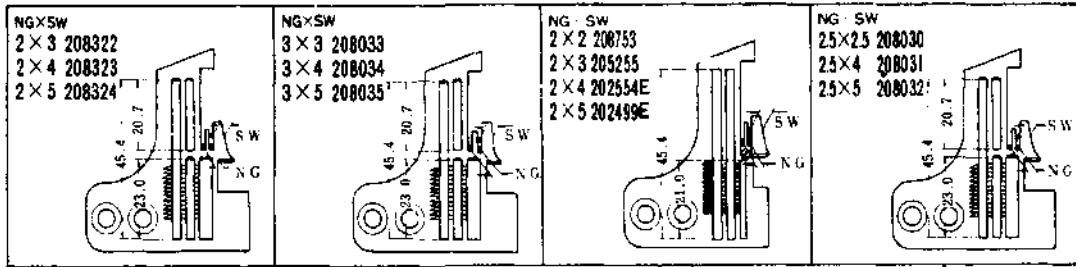 NG×SW
2×3 208322
2×4 208323
2×5 208324
45.4
20.7
23.0
SW
NG
NG×SW
3×3 208033
3×4 208034
3×5 208035
45.4
20.7
23.0
SW
NG
NG · SW
2×2 208753
2×3 205255
2×4 202554E
2×5 202499E
45.4
21.0
SW
NG
NG · SW
2.5×2.5 208030
2.5×4 208031
2.5×5 208032
45.4
20.7
23.0
SW
NG